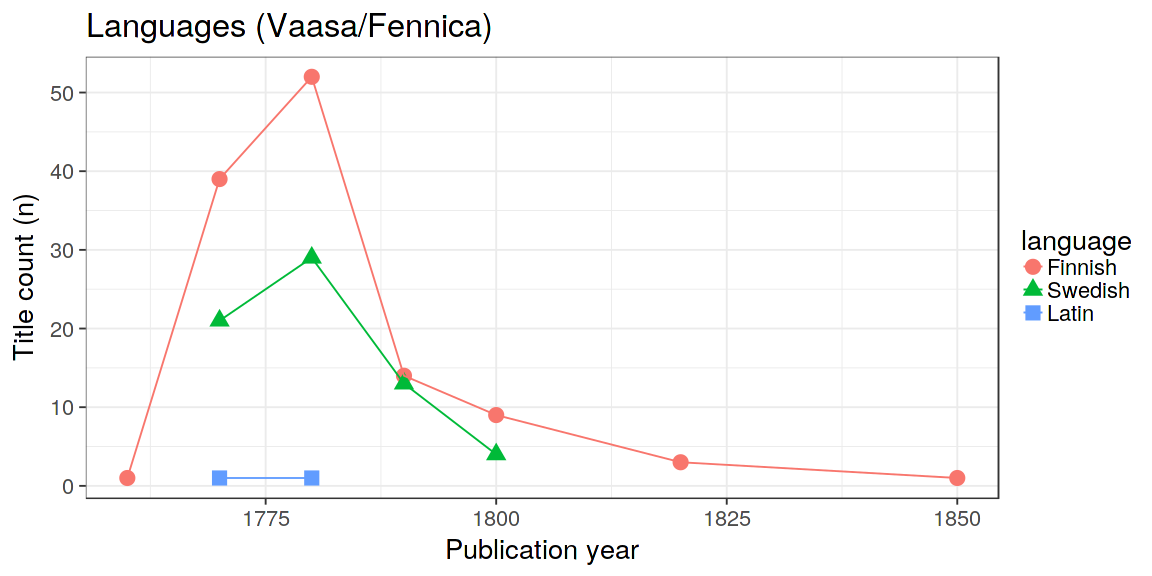 Languages (Vaasa/Fennica)
50
40
30
20
10
0
Title count (n)
1775
1800
1825
1850
Publication year
language
Finnish
Swedish
Latin